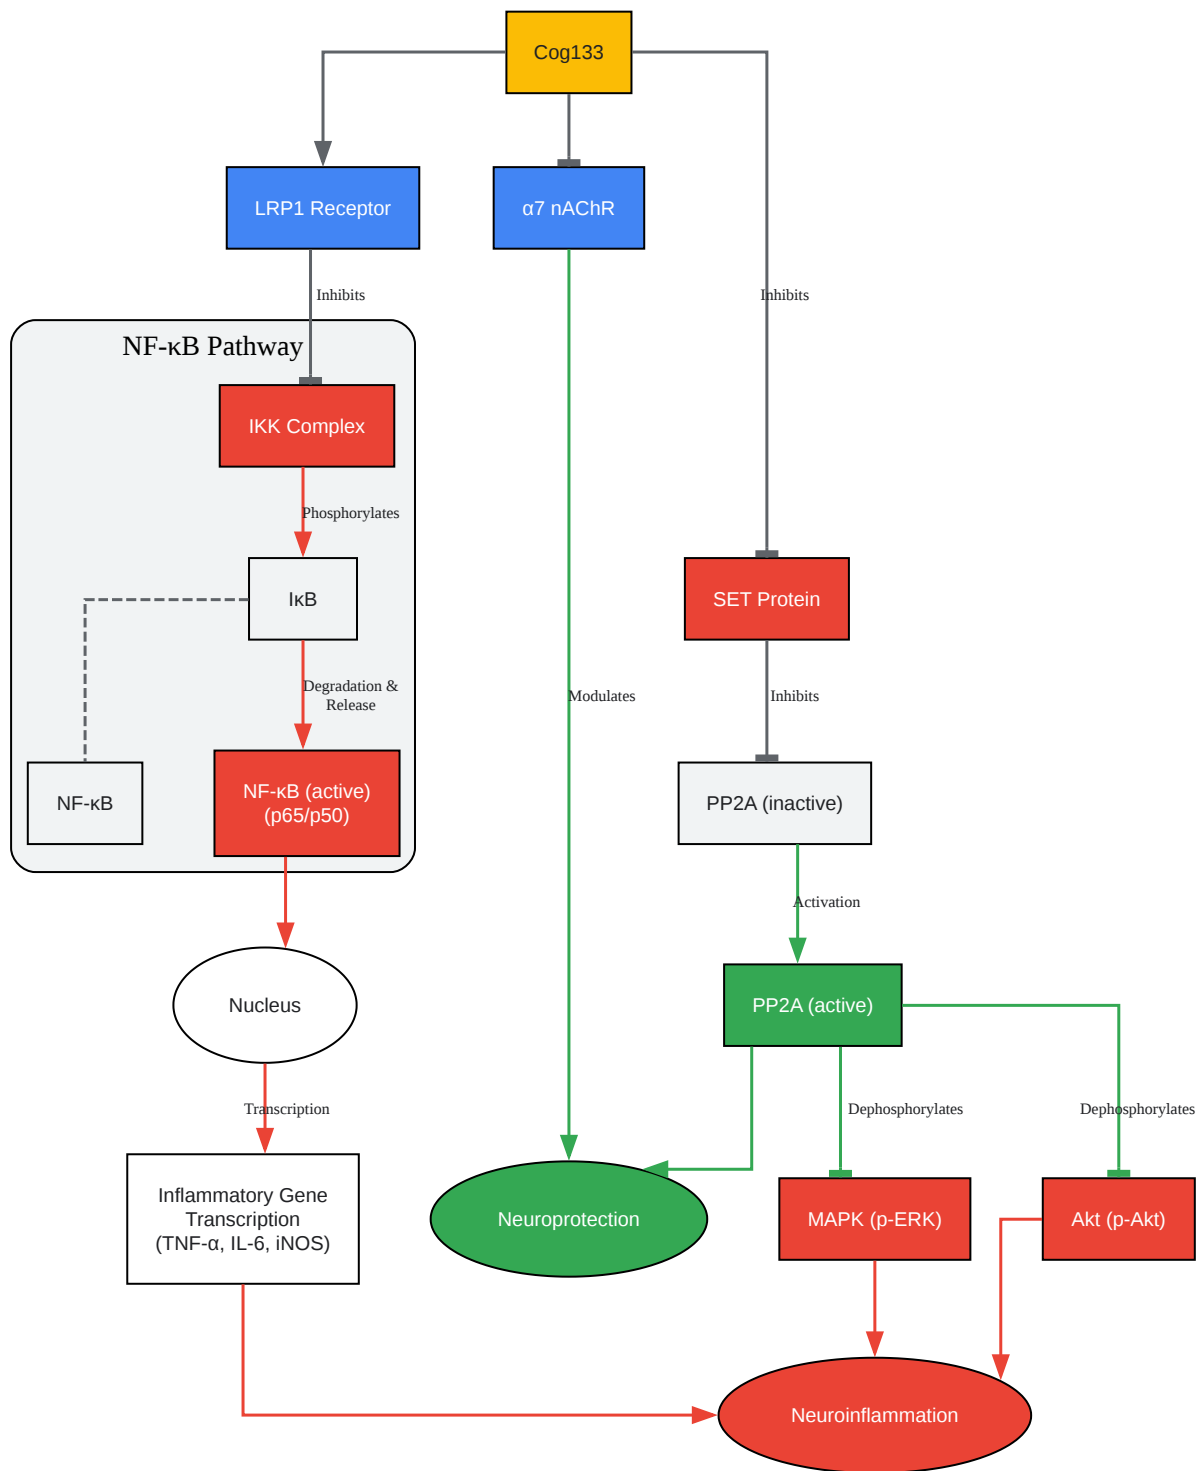 Cog133
LRP1 Receptor
α7 nAChR
Inhibits
Inhibits
NF-κB Pathway
IKK Complex
Phosphorylates
IκB
SET Protein
Degradation &
Release
Modulates
Inhibits
NF-κB
NF-κB (active)
(p65/p50)
PP2A (inactive)
Activation
Nucleus
PP2A (active)
Transcription
Dephosphorylates
Dephosphorylates
Inflammatory Gene
Transcription
(TNF-α, IL-6, iNOS)
Neuroprotection
MAPK (p-ERK)
Akt (p-Akt)
Neuroinflammation